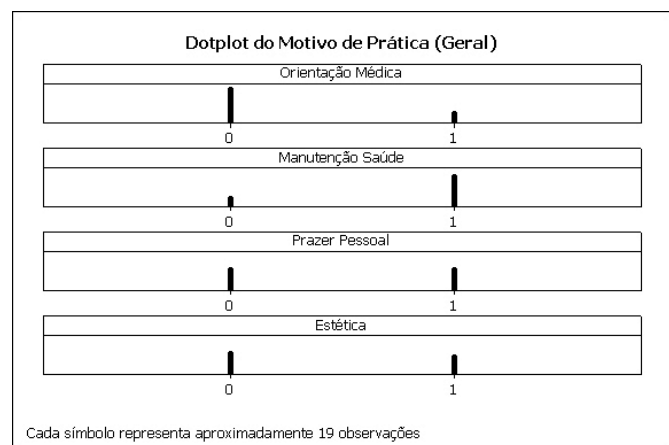 Dotplot do Motivo de Prática (Geral)
Orientação Médica
0 1
Manutenção Saúde
0 1
Prazer Pessoal
0 1
Estética
0 1
Cada símbolo representa aproximadamente 19 observações